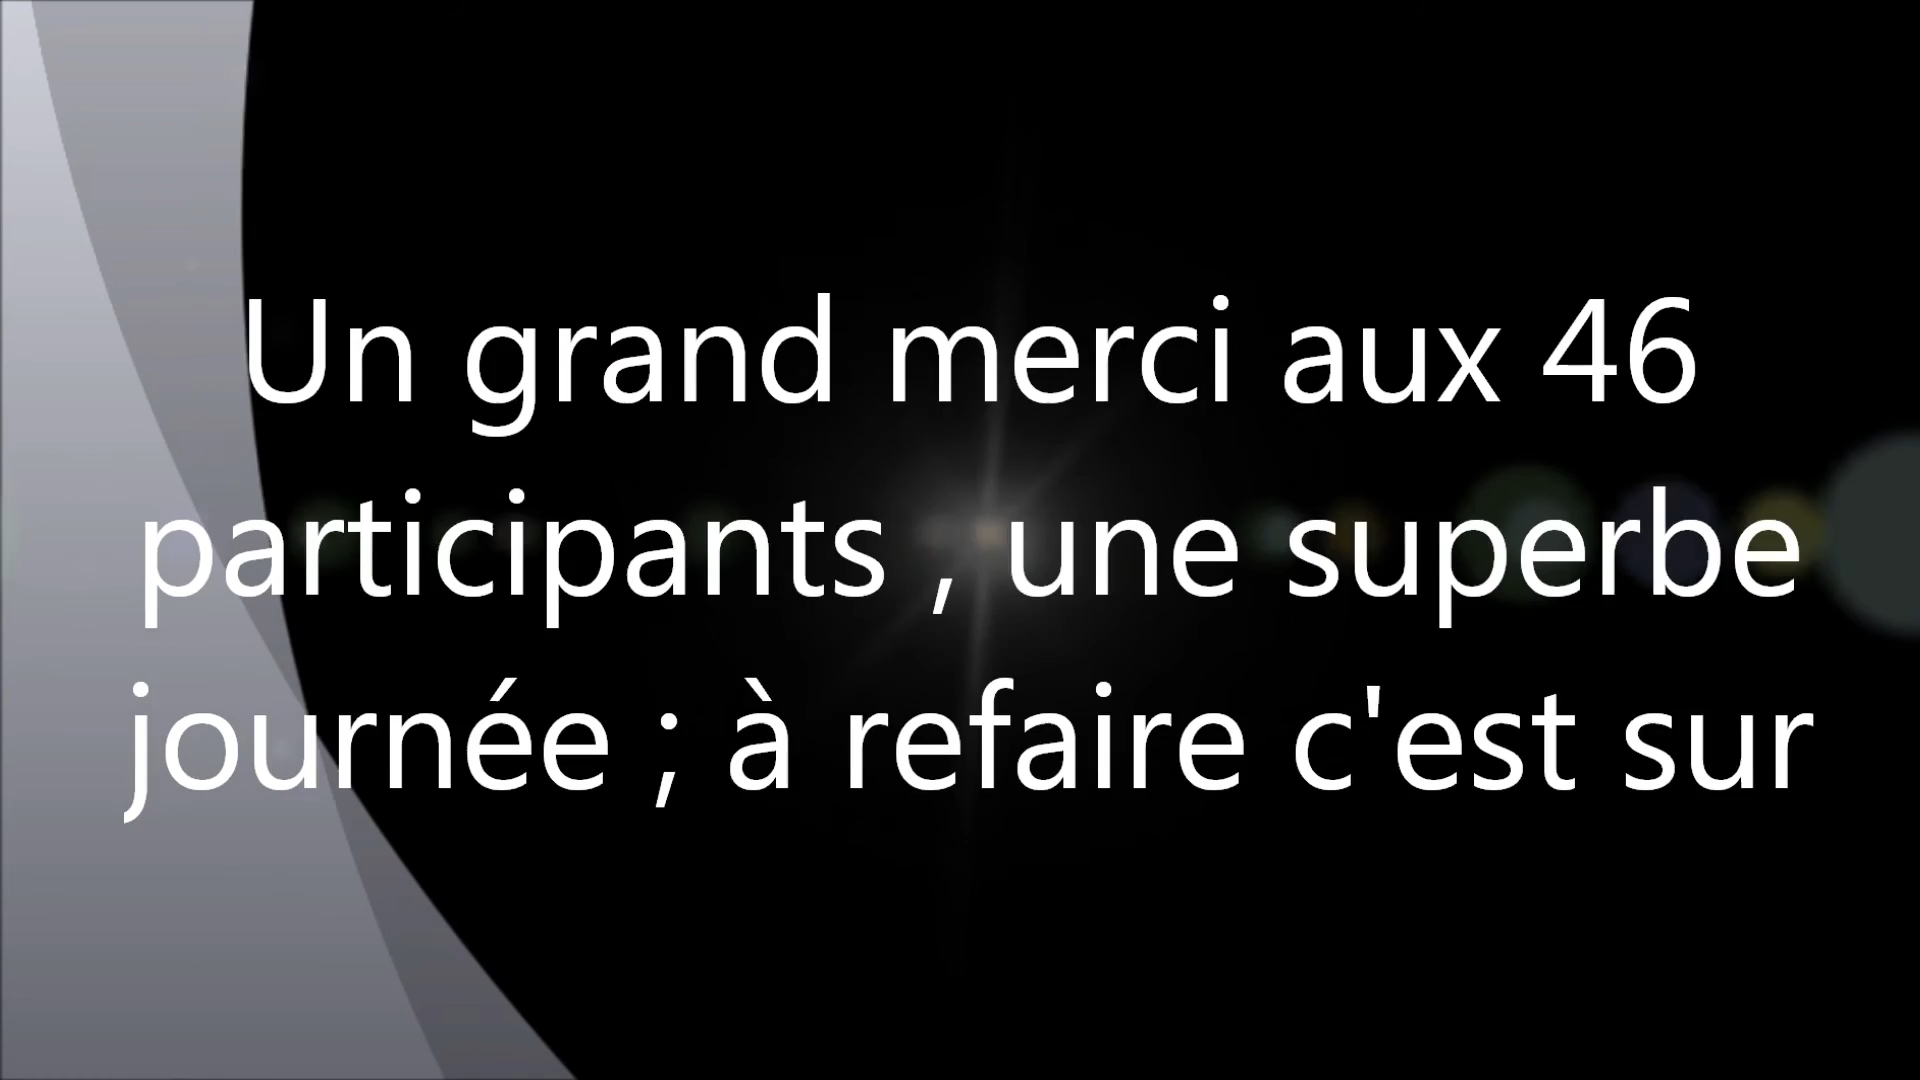 Un grand merci aux 46
participants , une superbe
journée ; à refaire c'est sur